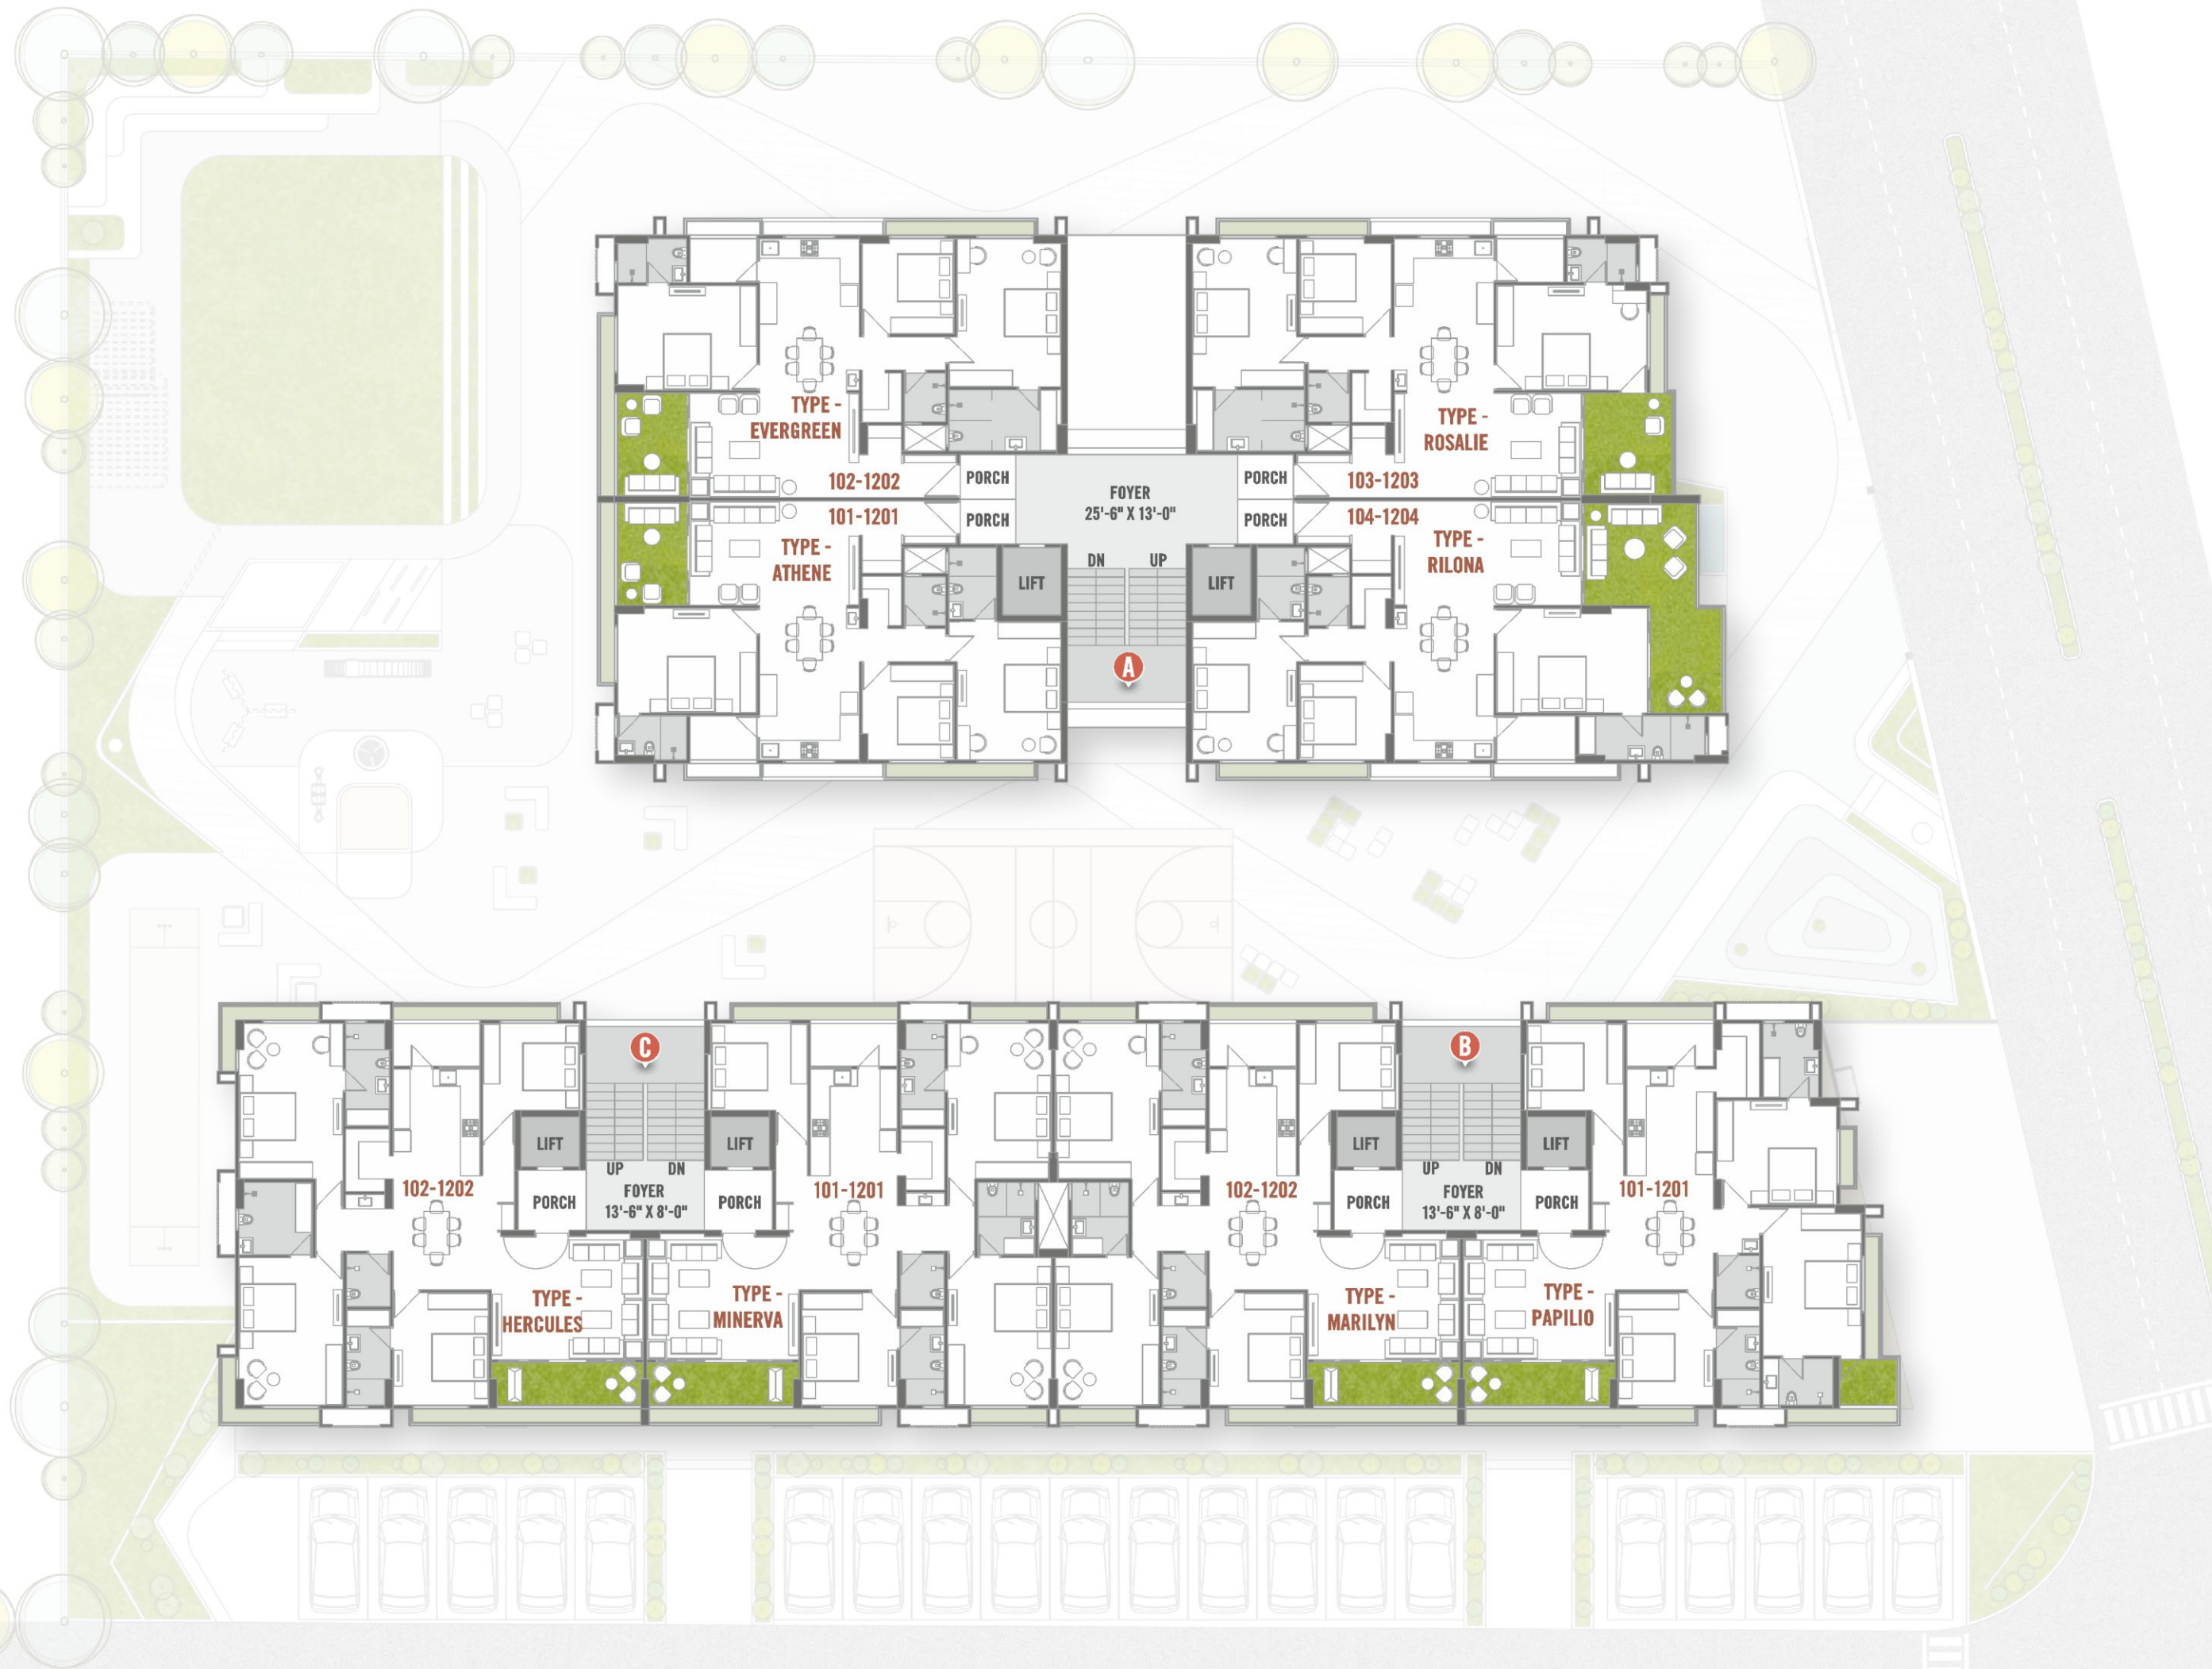 TYPE -
EVERGREEN
102-1202
PORCH
FOYER
25'-6" X 13'-0"
PORCH
TYPE -
ROSALIE
103-1203
101-1201
TYPE -
ATHENE
PORCH
PORCH
104-1204
TYPE -
RILONA
LIFT
DN
UP
LIFT
A
C
102-1202
LIFT
LIFT
UP
DN
PORCH
FOYER
13'-6" X 8'-0"
PORCH
101-1201
TYPE -
HERCULES
TYPE -
MINERVA
B
102-1202
LIFT
LIFT
UP
DN
PORCH
FOYER
13'-6" X 8'-0"
PORCH
101-1201
TYPE -
MARILYN
TYPE -
PAPILIO